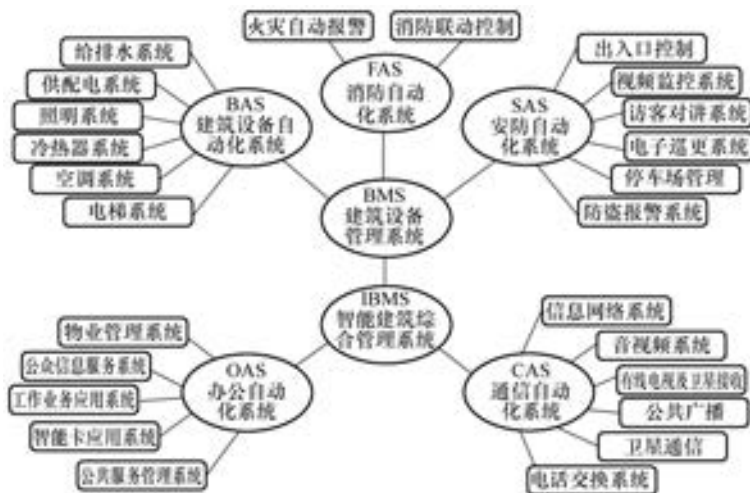 火灾自动报警
消防联动控制
给排水系统
供配电系统
照明系统
冷热器系统
空调系统
电梯系统
BAS
建筑设备自
动化系统
FAS
消防自动
化系统
SAS
安防自动
化系统
出入口控制
视频监控系统
访客对讲系统
电子巡更系统
停车场管理
防盗报警系统
BMS
建筑设备
管理系统
IBMS
智能建筑综
合管理系统
物业管理系统
公众信息服务系统
工作业务应用系统
智能卡应用系统
公共服务管理系统
OAS
办公自动
化系统
CAS
通信自动
化系统
信息网络系统
音视频系统
有线电视及卫星接收
公共广播
卫星通信
电话交换系统